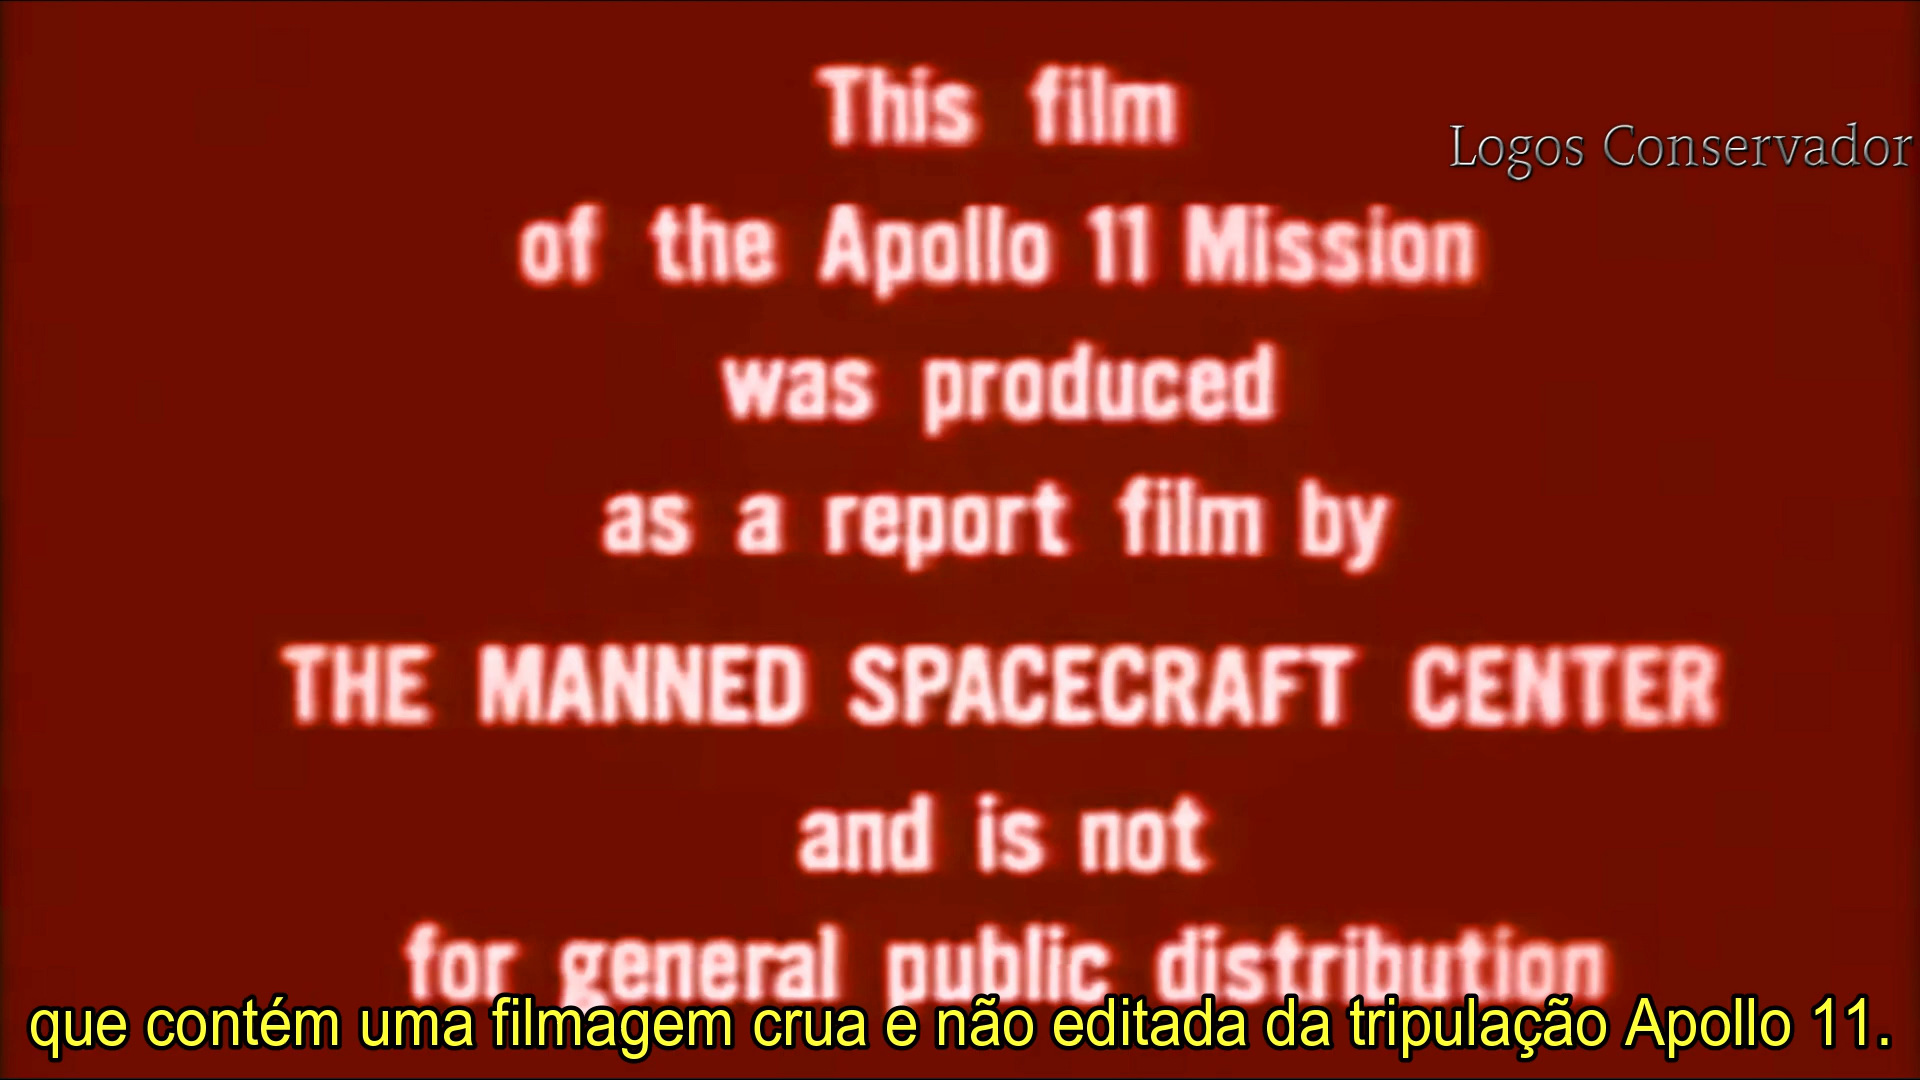 This film
Logos Conservador
of the Apollo 11 Mission
was produced
as a report film by
THE MANNED SPACECRAFT CENTER
and is not
for general public distribution
que contém uma filmagem crua e não editada da tripulação Apollo 11.